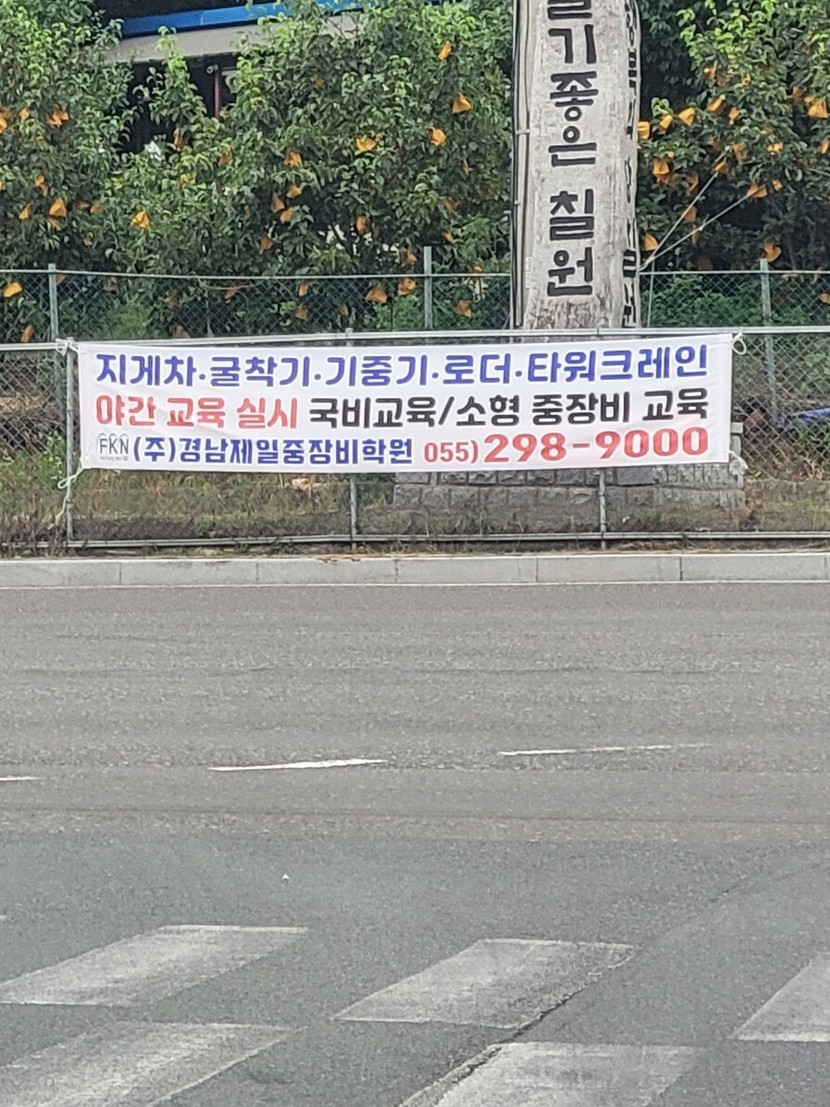 기좋은 칠원
지게차·굴착기·기중기·로더·타워크레인
야간 교육 실시 국비교육/소형 중장비 교육
FKN (주)경남제일중장비학원 055)298-9000